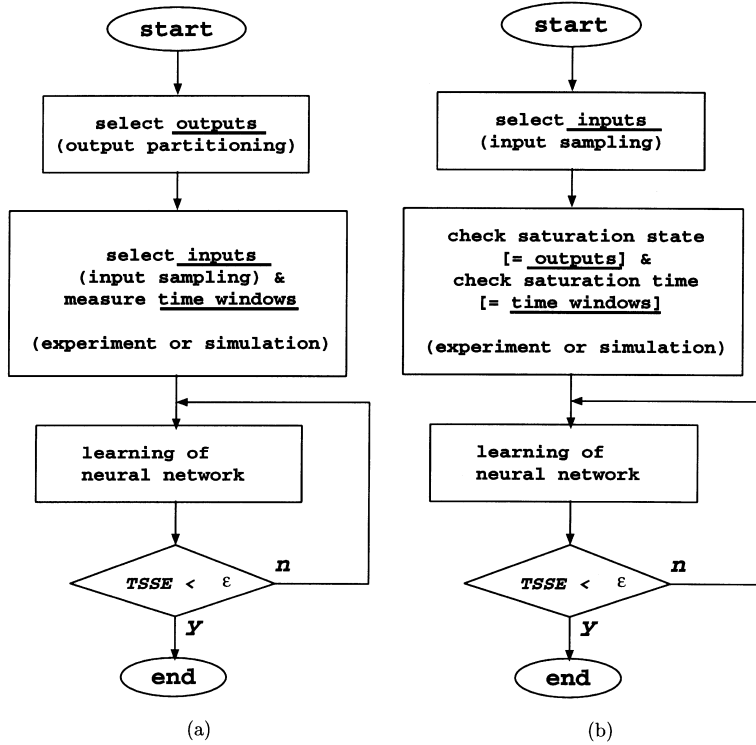 start
select outputs
(output partitioning)
select inputs
(input sampling) &
measure time windows
(experiment or simulation)
learning of
neural network
TSSE < ε
n
y
end
(a)
start
select inputs
(input sampling)
check saturation state
[= outputs] &
check saturation time
[= time windows]
(experiment or simulation)
learning of
neural network
TSSE < ε
n
y
end
(b)